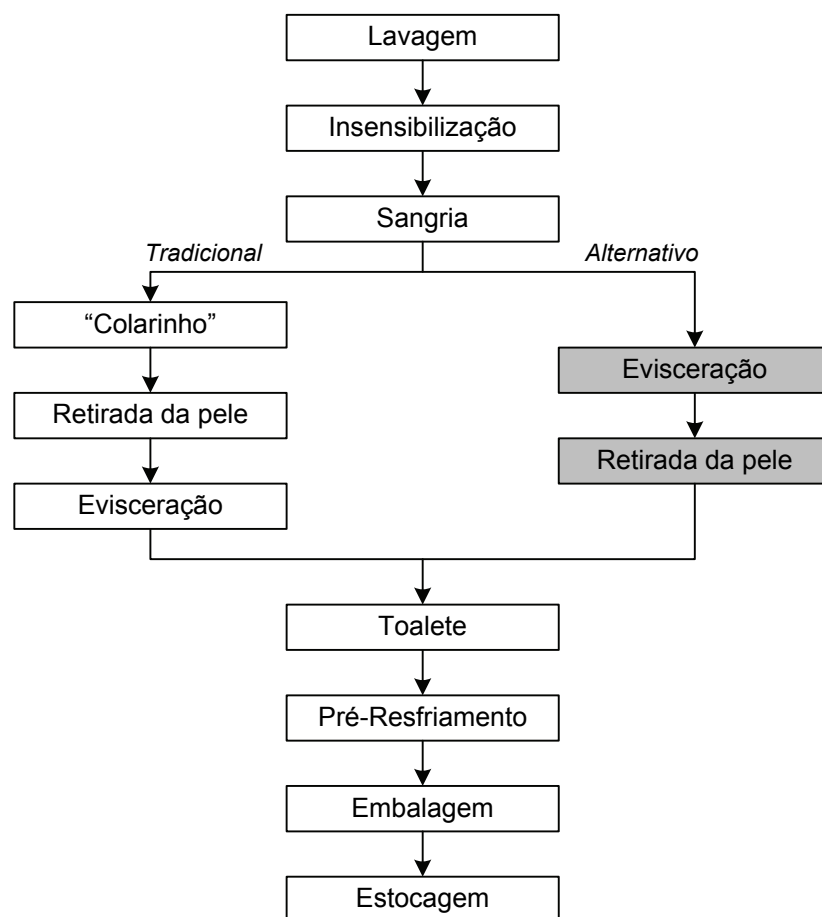 Lavagem
Insensibilização
Sangria
Tradicional
Alternativo
“Colarinho”
Retirada da pele
Evisceração
Evisceração
Retirada da pele
Toalete
Pré-Resfriamento
Embalagem
Estocagem